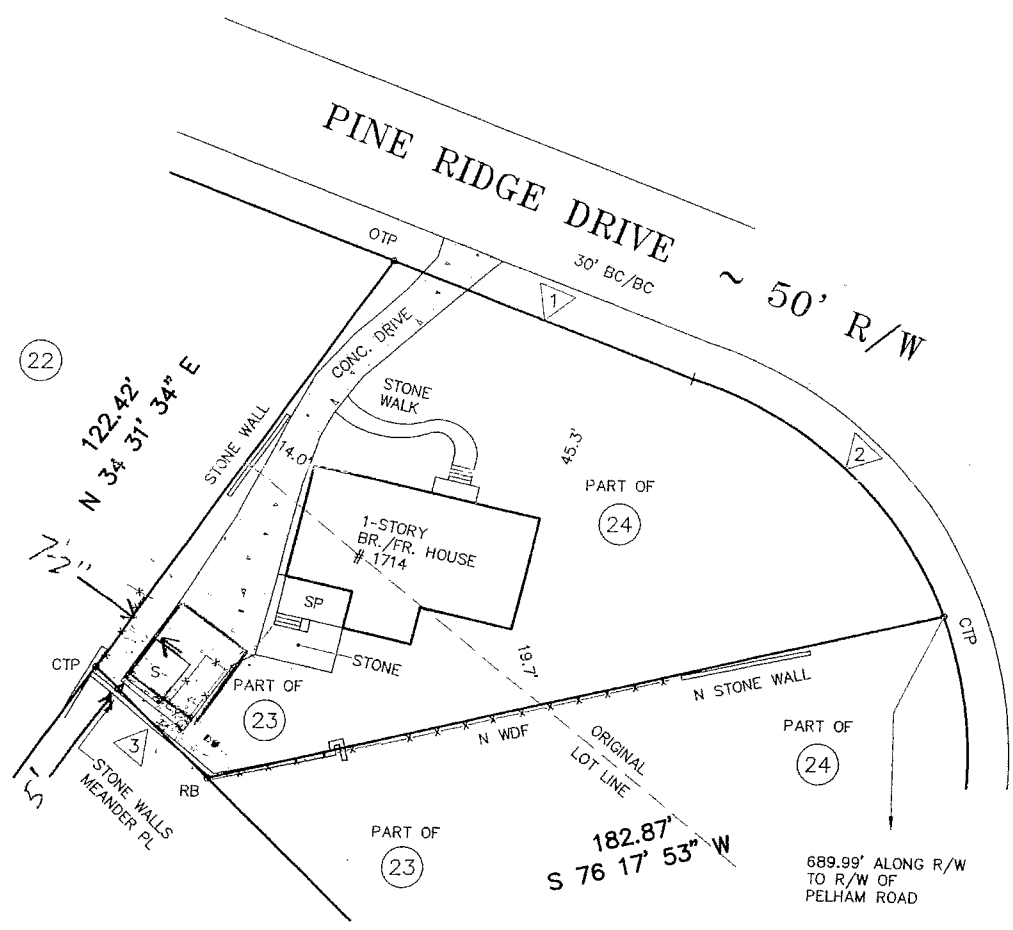 PINE RIDGE DRIVE ~ 50' R/W
30' BC/BC
OTP
1
CONC. DRIVE
22
122.42'
N 34 31' 34" E
STONE WALL
STONE
WALK
14.0'
45.3'
2
PART OF
24
1-STORY
BR./FR. HOUSE
# 1714
7'-2"
SP
CTP
CTP
STONE
19.7'
S
PART OF
23
N STONE WALL
3
N WDF
ORIGINAL
LOT LINE
PART OF
24
RB
5'
STONE WALLS
MEANDER PL
PART OF
23
182.87'
S 76 17' 53" W
689.99' ALONG R/W
TO R/W OF
PELHAM ROAD